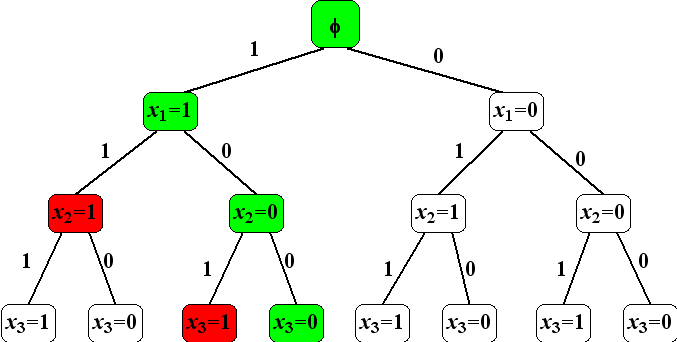 ϕ
1 0
x₁=1 x₁=0
1 0 1 0
x₂=1 x₂=0 x₂=1 x₂=0
1 0 1 0 1 0 1 0
x₃=1 x₃=0 x₃=1 x₃=0 x₃=1 x₃=0 x₃=1 x₃=0